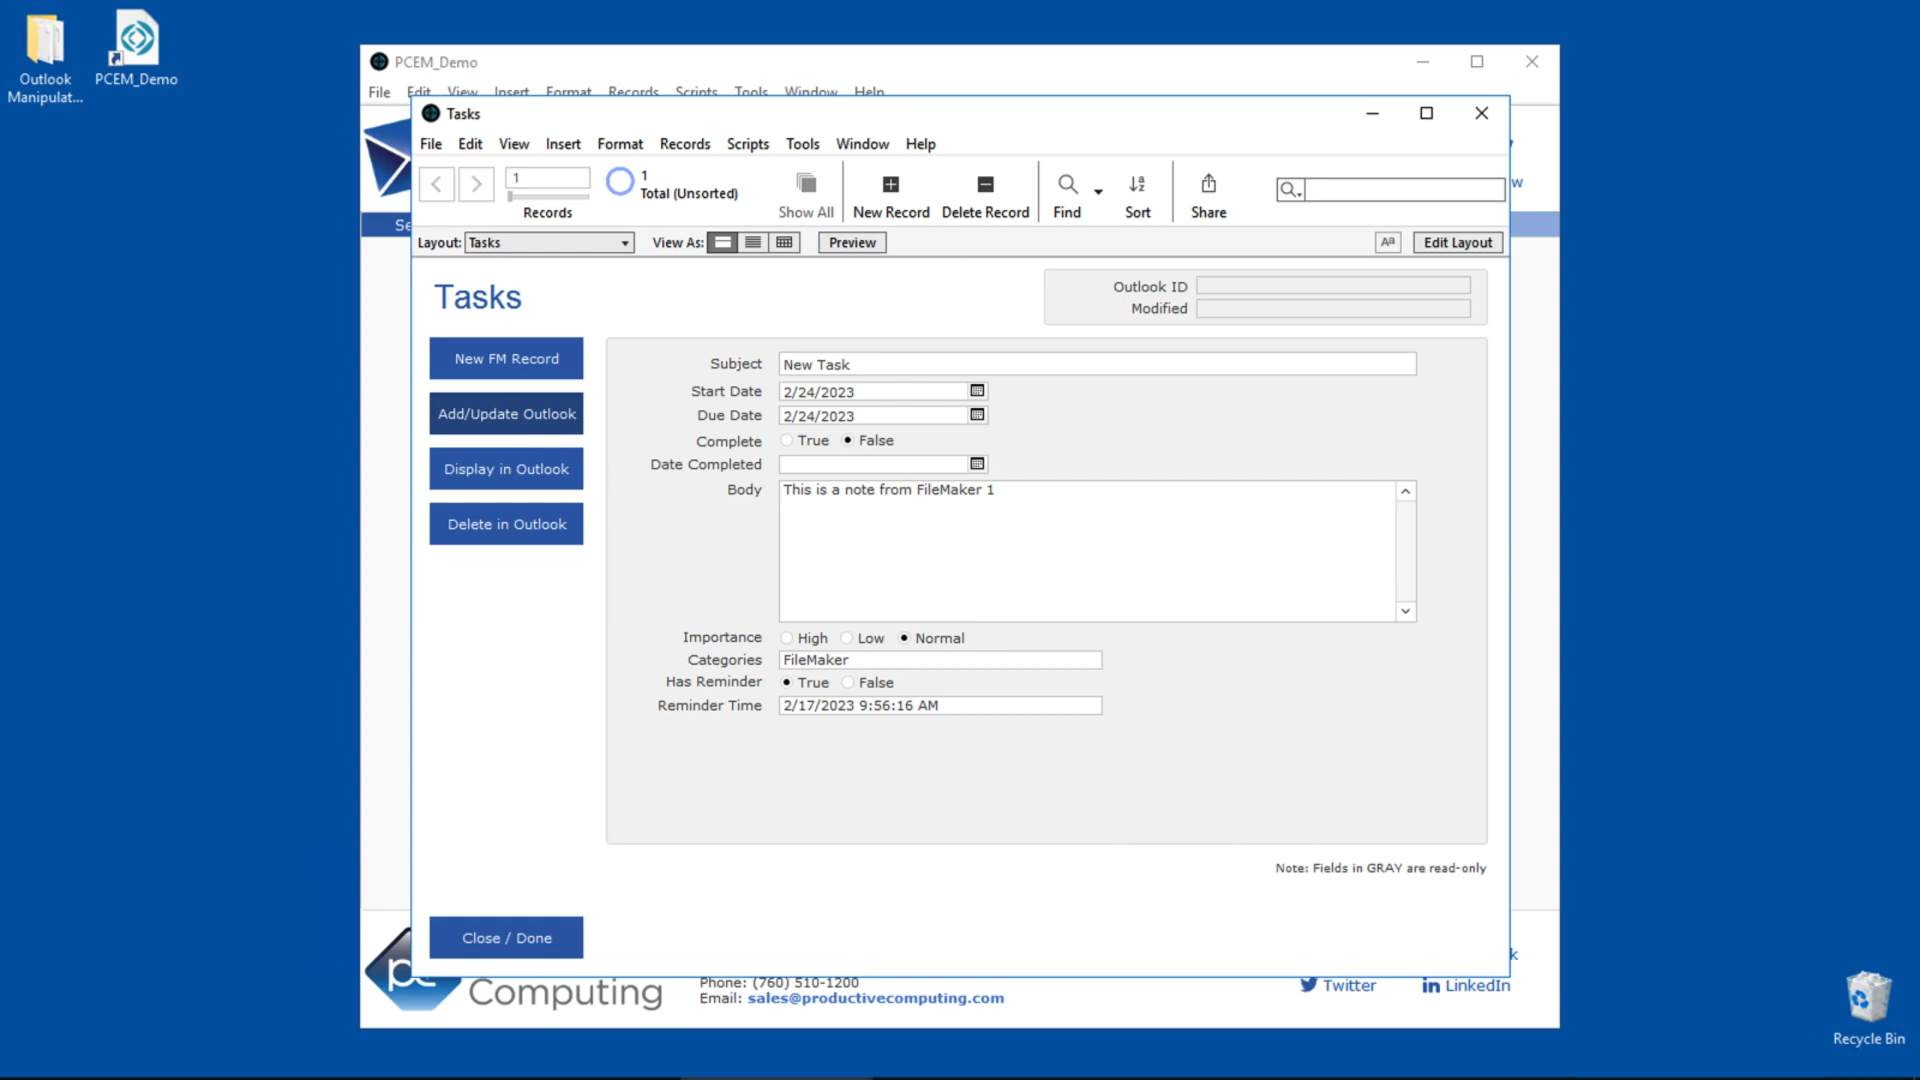 Outlook
Manipulat...
PCEM_Demo
PCEM_Demo
File Edit View Insert Format Records Scripts Tools Window Help
Tasks
File Edit View Insert Format Records Scripts Tools Window Help
1
1
Total (Unsorted)
Records
Show All
New Record
Delete Record
Find
Sort
Share
w
Se
Layout: Tasks
View As:
Preview
Aa
Edit Layout
Tasks
Outlook ID
Modified
New FM Record
Add/Update Outlook
Display in Outlook
Delete in Outlook
Subject New Task
Start Date 2/24/2023
Due Date 2/24/2023
Complete True False
Date Completed
Body This is a note from FileMaker 1
Importance High Low Normal
Categories FileMaker
Has Reminder True False
Reminder Time 2/17/2023 9:56:16 AM
Note: Fields in GRAY are read-only
Close / Done
k
pc
Computing
Phone: (760) 510-1200
Email: sales@productivecomputing.com
Twitter
in LinkedIn
Recycle Bin